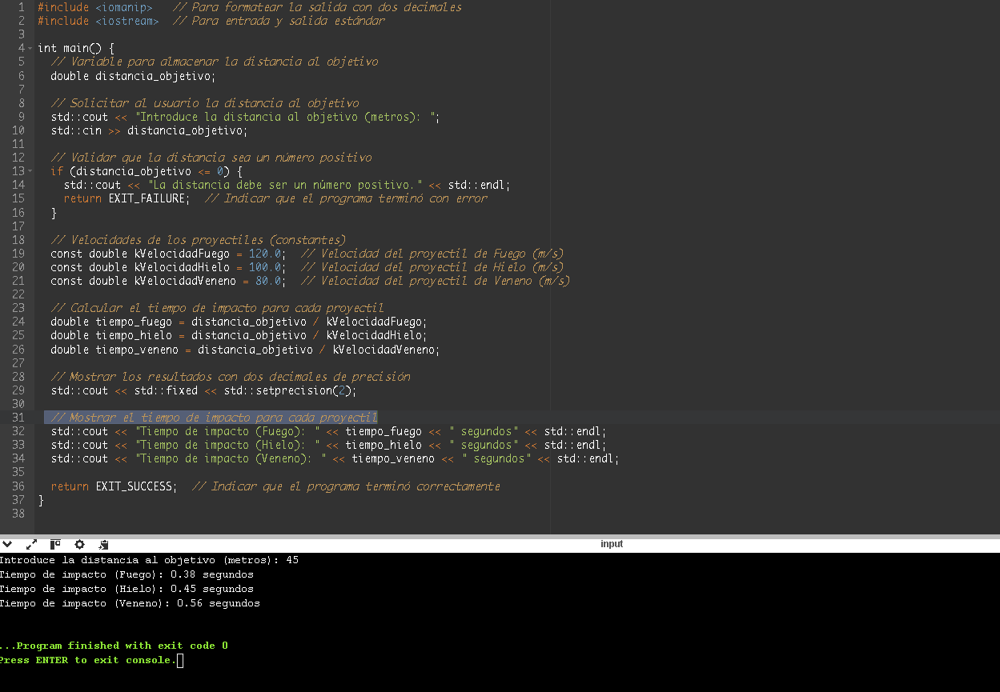 1 #include <iomanip>   // Para formatear la salida con dos decimales
2 #include <iostream>  // Para entrada y salida estándar
3
4 int main() {
5   // Variable para almacenar la distancia al objetivo
6   double distancia_objetivo;
7
8   // Solicitar al usuario la distancia al objetivo
9   std::cout << "Introduce la distancia al objetivo (metros): ";
10   std::cin >> distancia_objetivo;
11
12   // Validar que la distancia sea un número positivo
13   if (distancia_objetivo <= 0) {
14     std::cout << "La distancia debe ser un número positivo." << std::endl;
15     return EXIT_FAILURE;  // Indicar que el programa terminó con error
16   }
17
18   // Velocidades de los proyectiles (constantes)
19   const double kVelocidadFuego = 120.0;  // Velocidad del proyectil de Fuego (m/s)
20   const double kVelocidadHielo = 100.0;  // Velocidad del proyectil de Hielo (m/s)
21   const double kVelocidadVeneno = 80.0;  // Velocidad del proyectil de Veneno (m/s)
22
23   // Calcular el tiempo de impacto para cada proyectil
24   double tiempo_fuego = distancia_objetivo / kVelocidadFuego;
25   double tiempo_hielo = distancia_objetivo / kVelocidadHielo;
26   double tiempo_veneno = distancia_objetivo / kVelocidadVeneno;
27
28   // Mostrar los resultados con dos decimales de precisión
29   std::cout << std::fixed << std::setprecision(2);
30
31   // Mostrar el tiempo de impacto para cada proyectil
32   std::cout << "Tiempo de impacto (Fuego): " << tiempo_fuego << " segundos" << std::endl;
33   std::cout << "Tiempo de impacto (Hielo): " << tiempo_hielo << " segundos" << std::endl;
34   std::cout << "Tiempo de impacto (Veneno): " << tiempo_veneno << " segundos" << std::endl;
35
36   return EXIT_SUCCESS;  // Indicar que el programa terminó correctamente
37 }
38
input
Introduce la distancia al objetivo (metros): 45
Tiempo de impacto (Fuego): 0.38 segundos
Tiempo de impacto (Hielo): 0.45 segundos
Tiempo de impacto (Veneno): 0.56 segundos
...Program finished with exit code 0
Press ENTER to exit console.